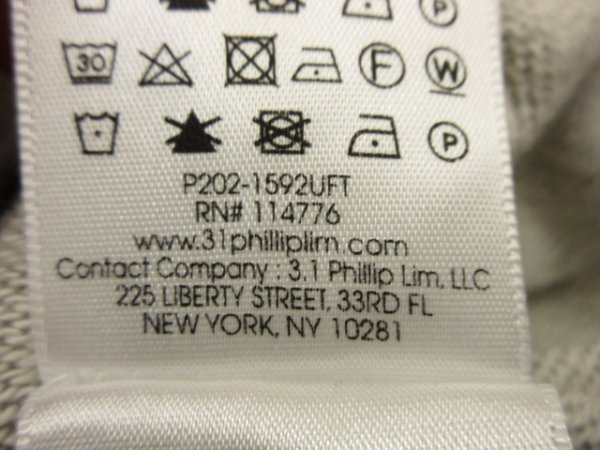 30 F W
P
P202-1592UFT
RN# 114776
www.31philliplim.com
Contact Company : 3.1 Phillip Lim, LLC
225 LIBERTY STREET, 33RD FL
NEW YORK, NY 10281